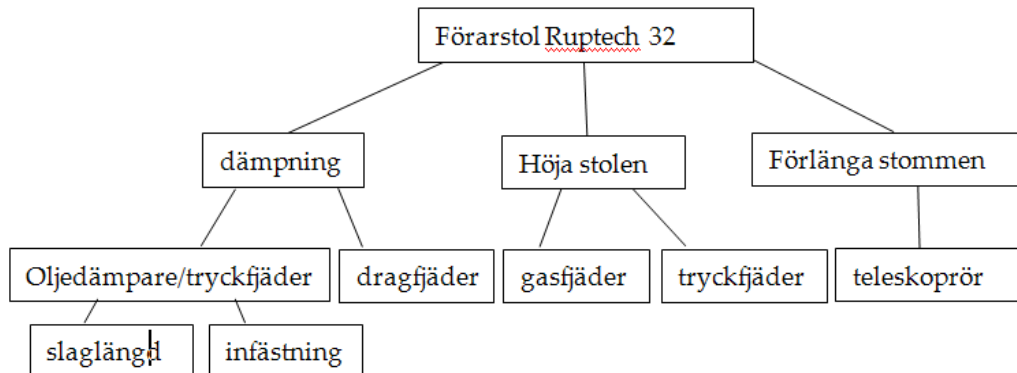 Förarstol Ruptech 32
dämpning
Höja stolen
Förlänga stommen
Oljedämpare/tryckfjäder
dragfjäder
gasfjäder
tryckfjäder
teleskoprör
slaglängd
infästning